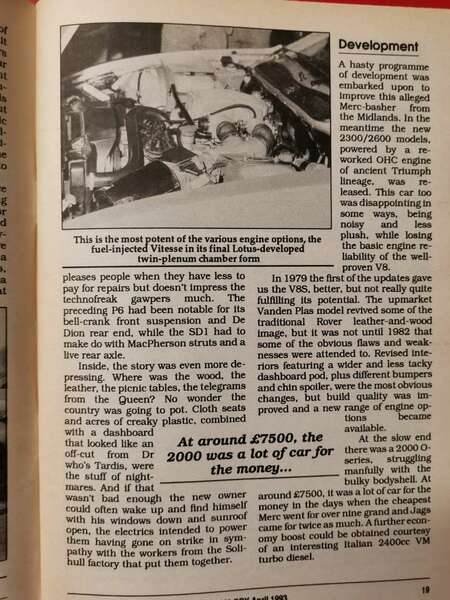 This is the most potent of the various engine options, the
fuel-injected Vitesse in its final Lotus-developed
twin-plenum chamber form
pleases people when they have less to
pay for repairs but doesn't impress the
technofreak gawpers much. The
preceding P6 had been notable for its
bell-crank front suspension and De
Dion rear end, while the SD1 had to
make do with MacPherson struts and a
live rear axle.
Inside, the story was even more de-
pressing. Where was the wood, the
leather, the picnic tables, the telegrams
from the Queen? No wonder the
country was going to pot. Cloth seats
and acres of creaky plastic, combined
with a dashboard
that looked like an
off-cut from Dr
who's Tardis, were
the stuff of night-
mares. And if that
wasn't bad enough the new owner
could often wake up and find himself
with his windows down and sunroof
open, the electrics intended to power
them having gone on strike in sym-
pathy with the workers from the Soli-
hull factory that put them together.
At around £7500, the
2000 was a lot of car for
the money...
Development
A hasty programme
of development was
embarked upon to
improve this alleged
Merc-basher from
the Midlands. In the
meantime the new
2300/2600 models,
powered by a re-
worked OHC engine
of ancient Triumph
lineage, was re-
leased. This car too
was disappointing in
some ways, being
noisy and less
plush, while losing
the basic engine re-
liability of the well-
proven V8.
In 1979 the first of the updates gave
us the V8S, better, but not really quite
fulfilling its potential. The upmarket
Vanden Plas model revived some of the
traditional Rover leather-and-wood
image, but it was not until 1982 that
some of the obvious flaws and weak-
nesses were attended to. Revised inte-
riors featuring a wider and less tacky
dashboard pod, plus different bumpers
and chin spoiler, were the most obvious
changes, but build quality was im-
proved and a new range of engine op-
tions became
available.
At the slow end
there was a 2000 O-
series, struggling
manfully with the
bulky bodyshell. At
around £7500, it was a lot of car for the
money in the days when the cheapest
Merc went for over nine grand and Jags
came for twice as much. A further econ-
omy boost could be obtained courtesy
of an interesting Italian 2400cc VM
turbo diesel.
April 1993
19